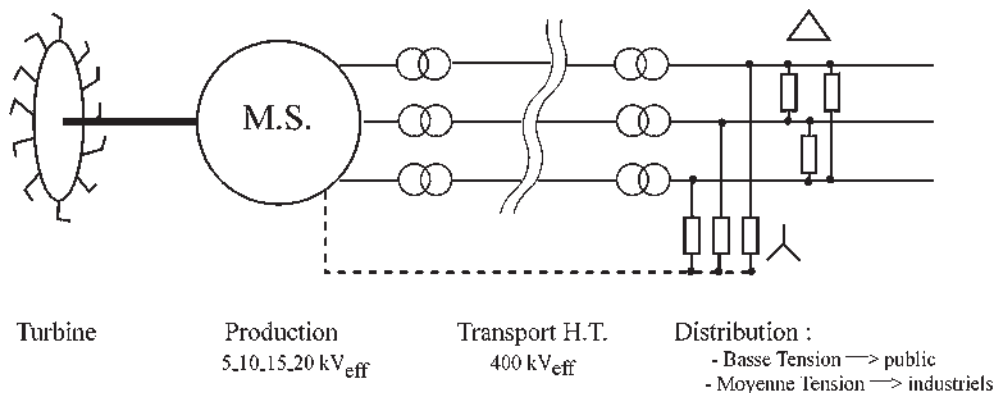 M.S.
Turbine
Production
5,10,15,20 kVeff
Transport H.T.
400 kVeff
Distribution :
- Basse Tension —> public
- Moyenne Tension —> industriels